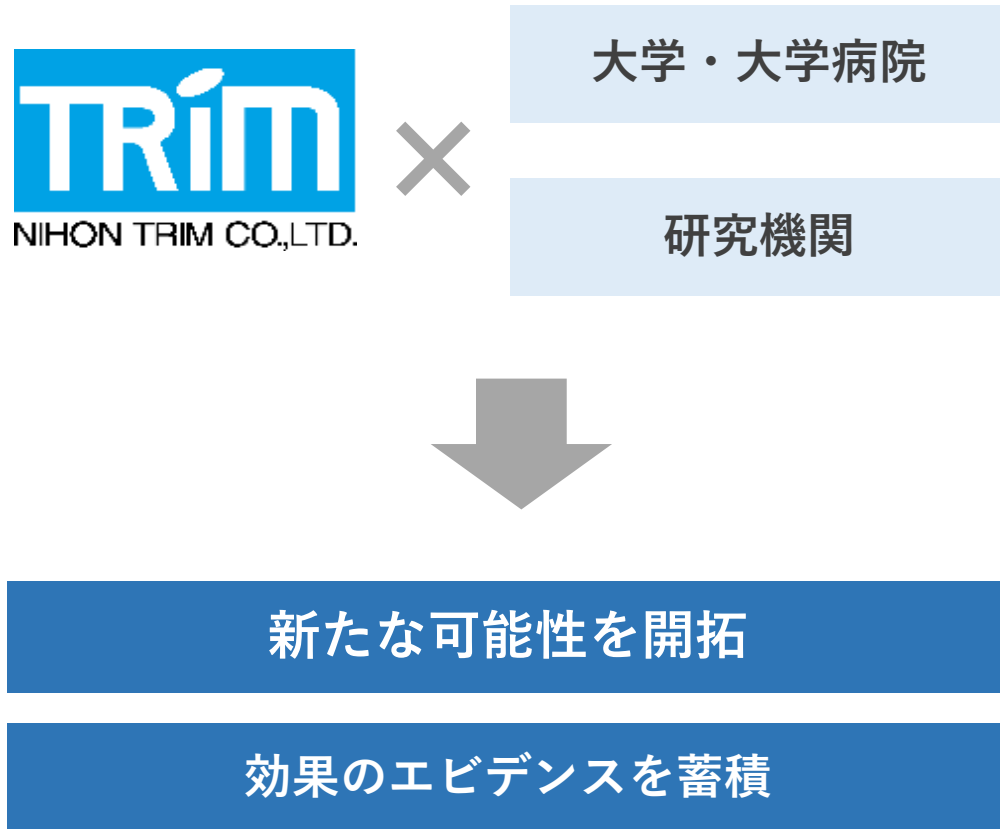 TRim
NIHON TRIM CO.,LTD.
大学・大学病院
研究機関
新たな可能性を開拓
効果のエビデンスを蓄積